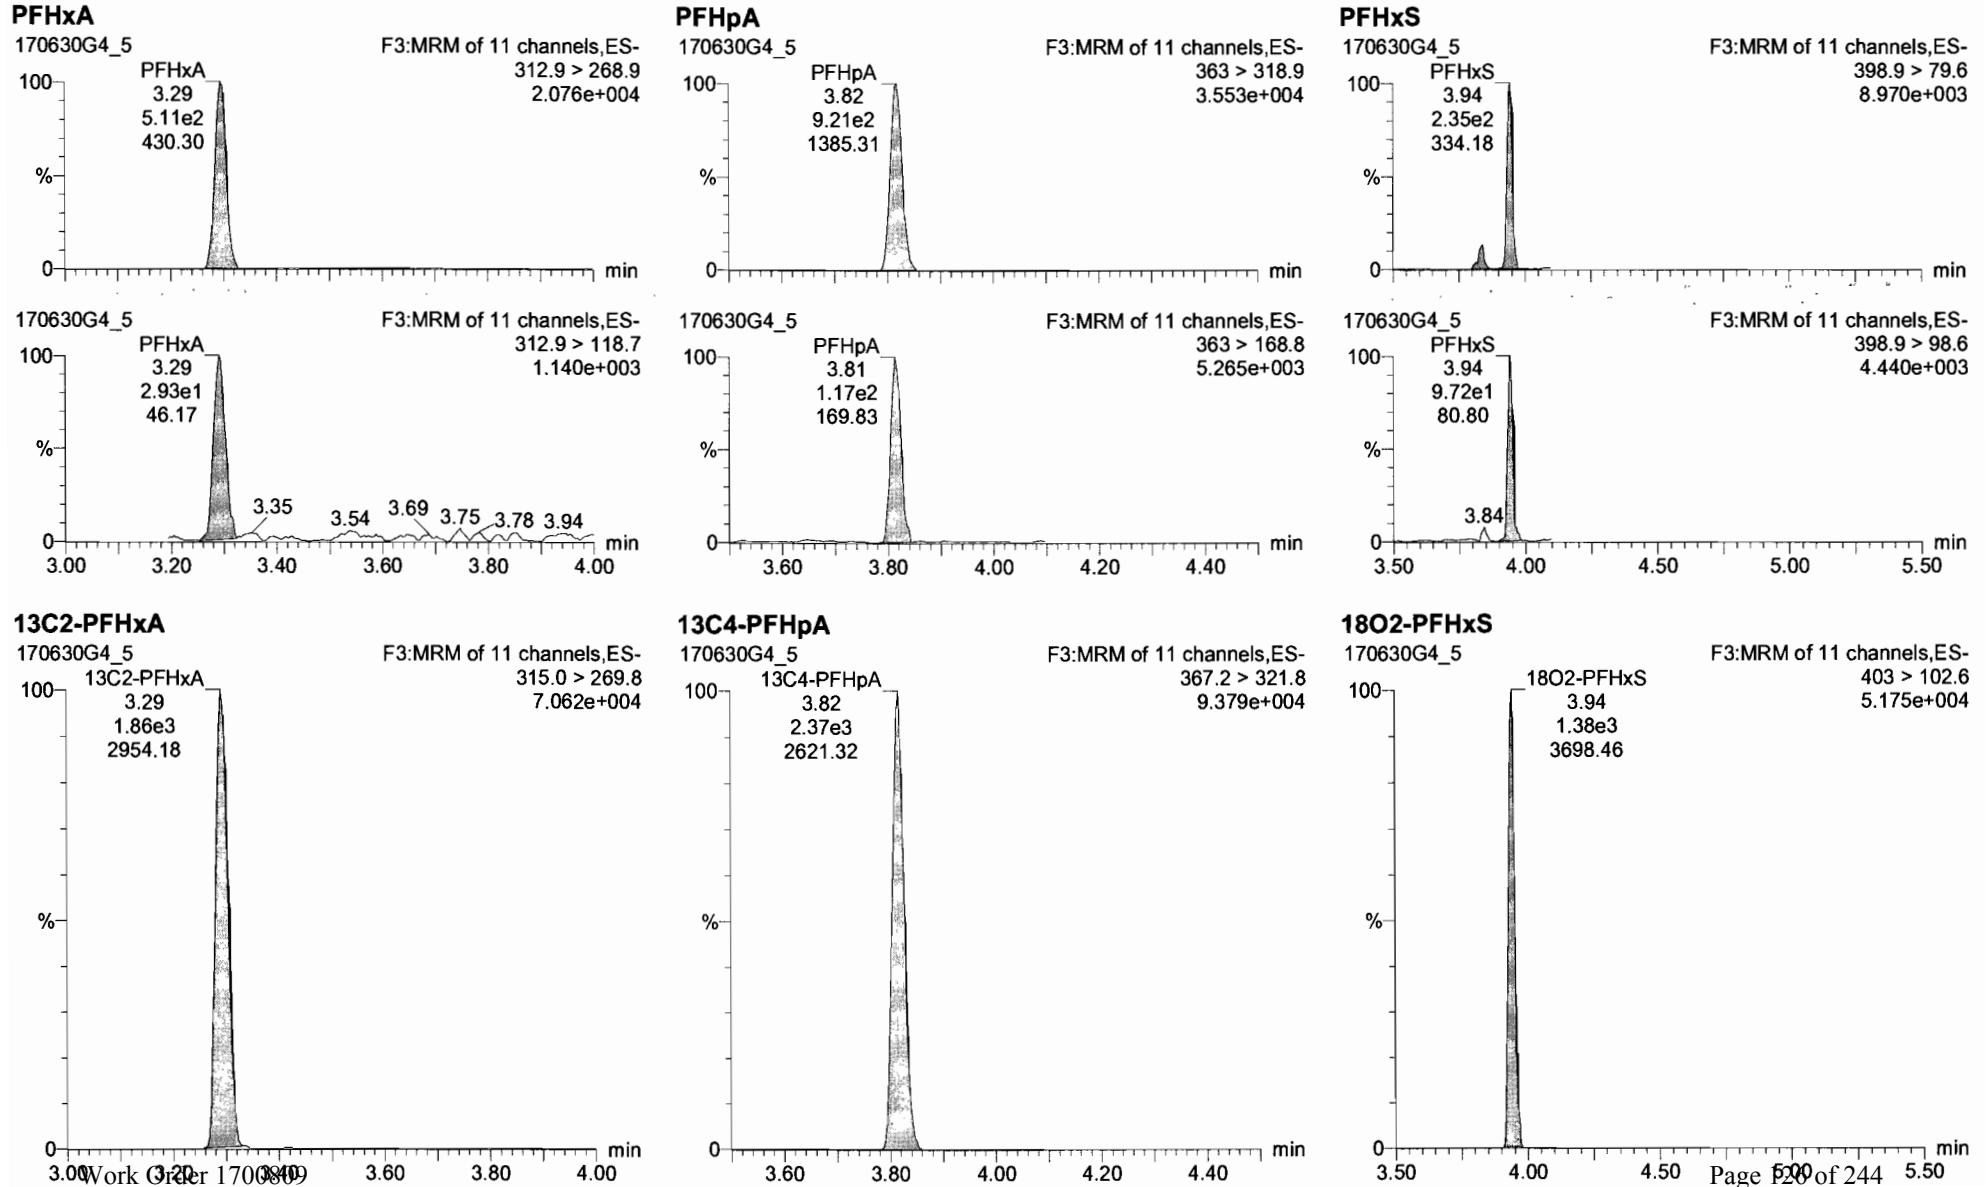 PFHxA
170630G4_5
F3:MRM of 11 channels,ES-
312.9 > 268.9
2.076e+004
PFHxA
3.29
5.11e2
430.30
100
%
0
min
170630G4_5
F3:MRM of 11 channels,ES-
312.9 > 118.7
1.140e+003
PFHxA
3.29
2.93e1
46.17
100
%
3.35
3.54
3.69
3.75
3.78
3.94
0
min
3.00 3.20 3.40 3.60 3.80 4.00
PFHpA
170630G4_5
F3:MRM of 11 channels,ES-
363 > 318.9
3.553e+004
PFHpA
3.82
9.21e2
1385.31
100
%
0
min
170630G4_5
F3:MRM of 11 channels,ES-
363 > 168.8
5.265e+003
PFHpA
3.81
1.17e2
169.83
100
%
0
min
3.60 3.80 4.00 4.20 4.40
PFHxS
170630G4_5
F3:MRM of 11 channels,ES-
398.9 > 79.6
8.970e+003
PFHxS
3.94
2.35e2
334.18
100
%
0
min
170630G4_5
F3:MRM of 11 channels,ES-
398.9 > 98.6
4.440e+003
PFHxS
3.94
9.72e1
80.80
100
%
3.84
0
min
3.50 4.00 4.50 5.00 5.50
13C2-PFHxA
170630G4_5
F3:MRM of 11 channels,ES-
315.0 > 269.8
7.062e+004
13C2-PFHxA
3.29
1.86e3
2954.18
100
%
0
min
3.00 3.20 3.40 3.60 3.80 4.00
13C4-PFHpA
170630G4_5
F3:MRM of 11 channels,ES-
367.2 > 321.8
9.379e+004
13C4-PFHpA
3.82
2.37e3
2621.32
100
%
0
min
3.60 3.80 4.00 4.20 4.40
18O2-PFHxS
170630G4_5
F3:MRM of 11 channels,ES-
403 > 102.6
5.175e+004
18O2-PFHxS
3.94
1.38e3
3698.46
100
%
0
min
3.50 4.00 4.50 5.00 5.50
Work Order 1700809
Page 126 of 244